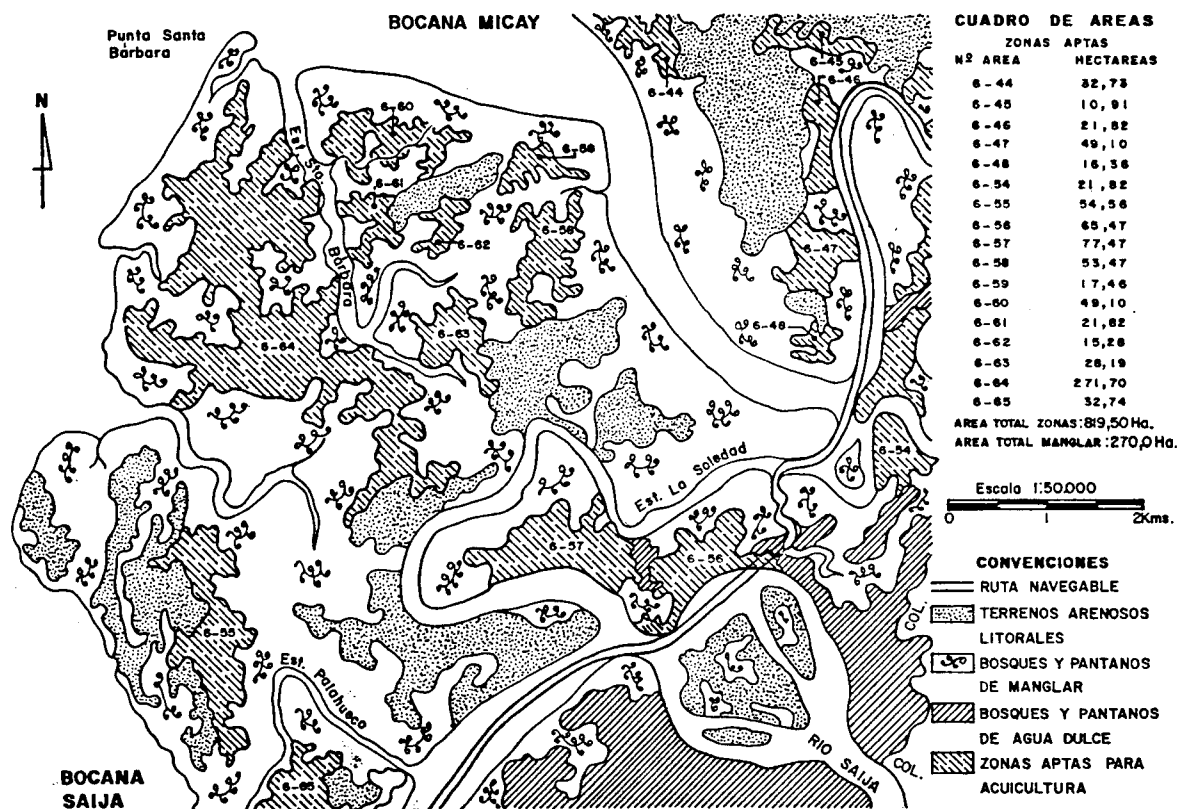 BOCANA MICAY
Punta Santa
Bárbara
N
Est. Sta.
Bárbara
6-60
6-61
6-62
6-58
6-63
6-64
6-44
6-45
6-46
6-47
6-48
6-54
Est. La Soledad
6-57
6-56
6-55
Est. Palahueco
6-65
BOCANA
SAIJA
RIO
SAIJA
COL.
COL.
CUADRO DE AREAS
ZONAS APTAS
Nº AREA HECTAREAS
6-44 32,73
6-45 10,91
6-46 21,82
6-47 49,10
6-48 16,36
6-54 21,82
6-55 54,56
6-56 65,47
6-57 77,47
6-58 53,47
6-59 17,46
6-60 49,10
6-61 21,82
6-62 15,28
6-63 26,19
6-64 271,70
6-65 32,74
AREA TOTAL ZONAS:819,50 Ha.
AREA TOTAL MANGLAR:270,0 Ha.
Escala 1:50.000
0 1 2Kms.
CONVENCIONES
RUTA NAVEGABLE
TERRENOS ARENOSOS
LITORALES
BOSQUES Y PANTANOS
DE MANGLAR
BOSQUES Y PANTANOS
DE AGUA DULCE
ZONAS APTAS PARA
ACUICULTURA